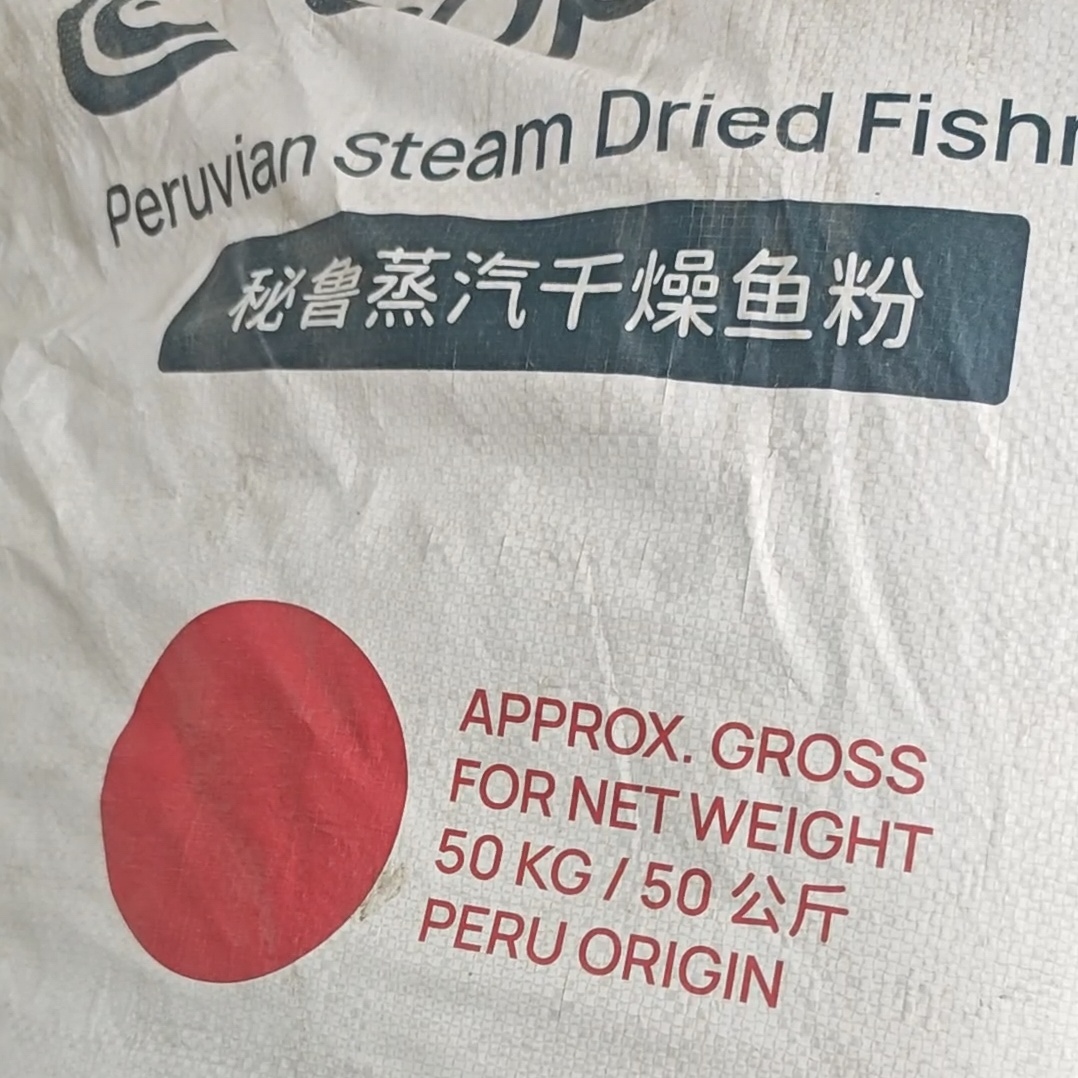 Peruvian Steam Dried Fish
秘鲁蒸汽干燥鱼粉
APPROX. GROSS
FOR NET WEIGHT
50 KG / 50 公斤
PERU ORIGIN